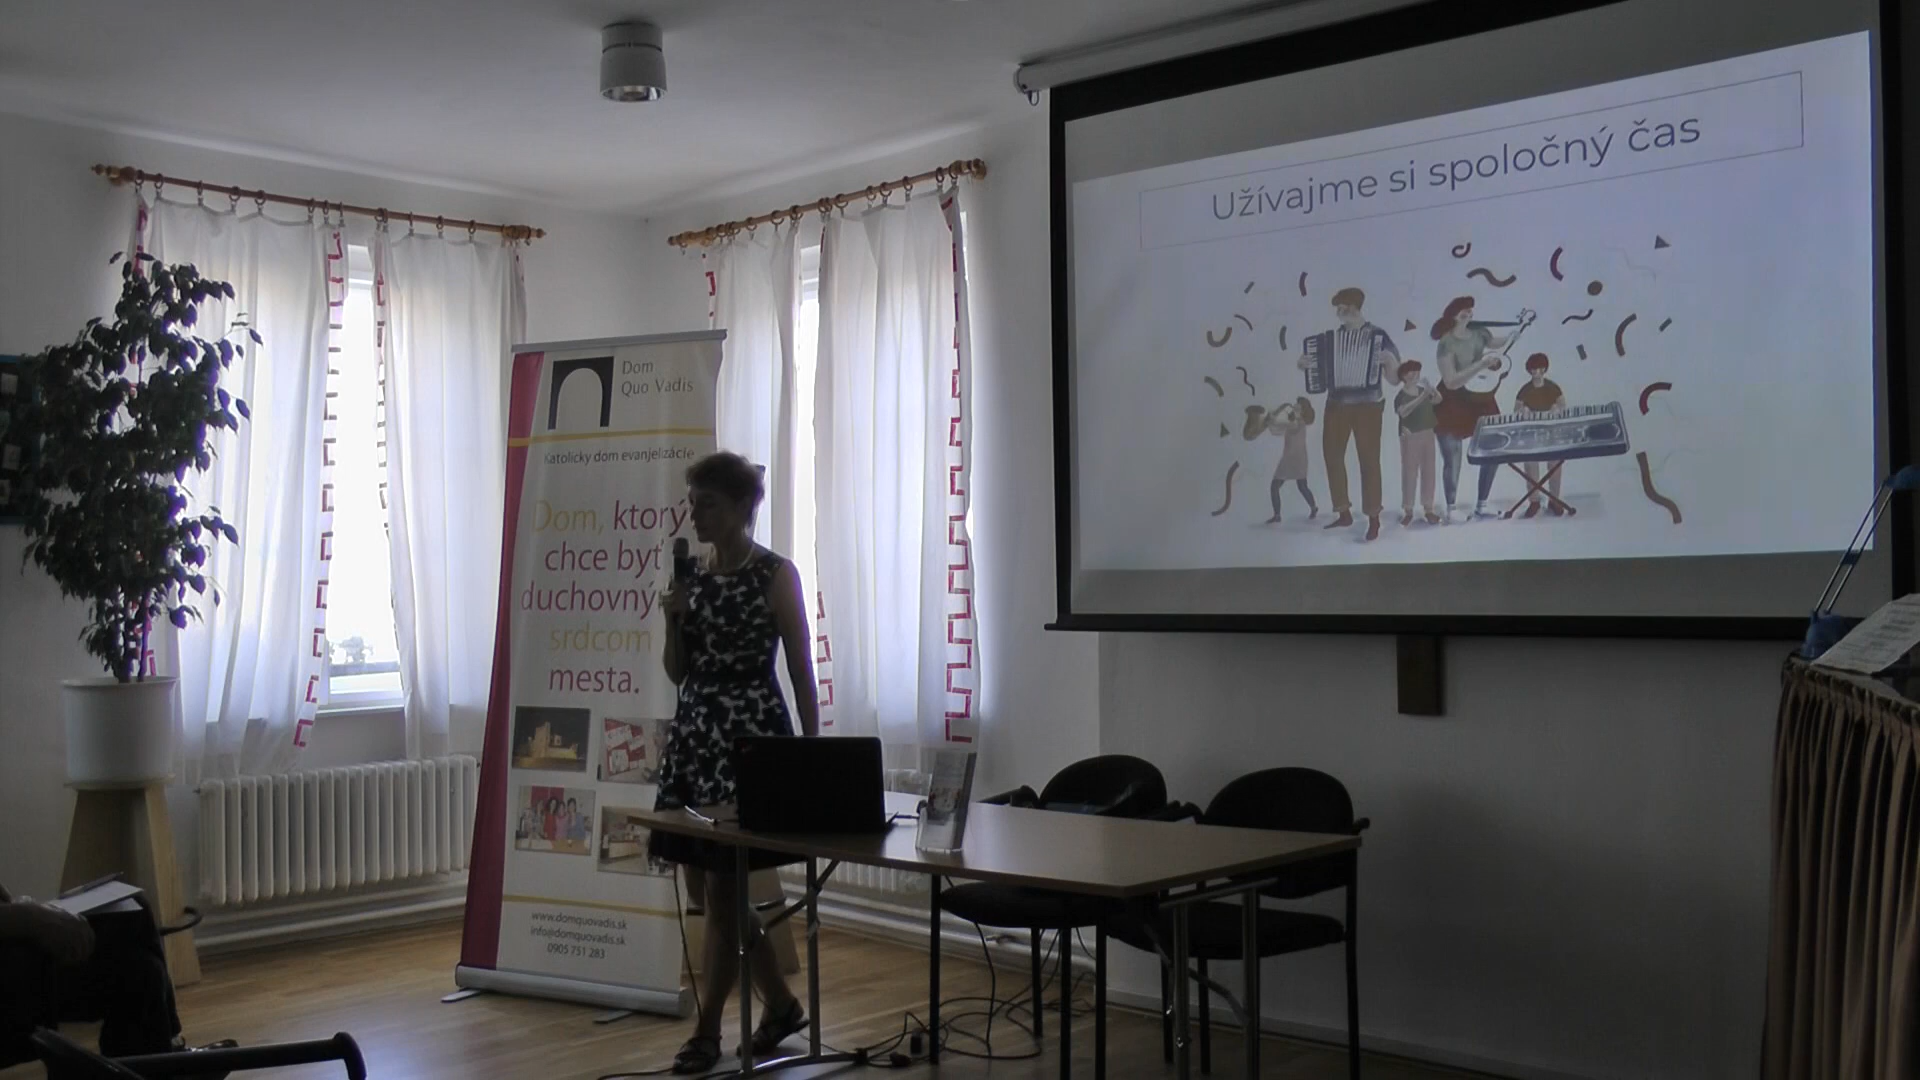 Užívajme si spoločný čas
Dom
Quo Vadis
Katolícky dom evanjelizácie
Dom, ktorý
chce byť
duchovný
srdcom
mesta.
www.domquovadis.sk
info@domquovadis.sk
0905 751 283